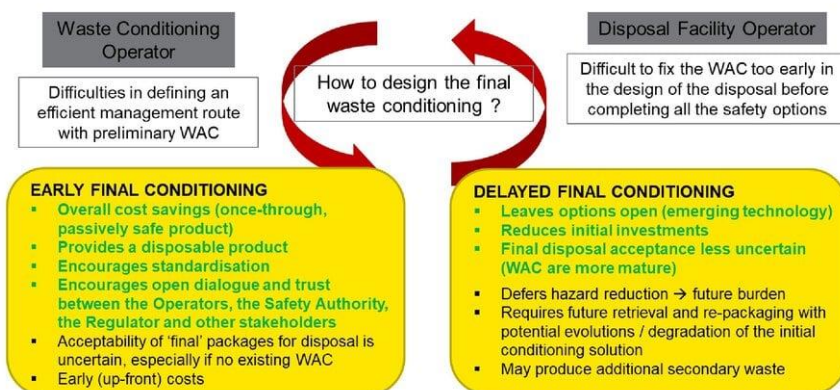 Waste Conditioning
Operator
Disposal Facility Operator
Difficulties in defining an
efficient management route
with preliminary WAC
How to design the final
waste conditioning ?
Difficult to fix the WAC too early in
the design of the disposal before
completing all the safety options
EARLY FINAL CONDITIONING
▪ Overall cost savings (once-through,
passively safe product)
▪ Provides a disposable product
▪ Encourages standardisation
▪ Encourages open dialogue and trust
between the Operators, the Safety Authority,
the Regulator and other stakeholders
▪ Acceptability of ‘final’ packages for disposal is
uncertain, especially if no existing WAC
▪ Early (up-front) costs
DELAYED FINAL CONDITIONING
▪ Leaves options open (emerging technology)
▪ Reduces initial investments
▪ Final disposal acceptance less uncertain
(WAC are more mature)
▪ Defers hazard reduction → future burden
▪ Requires future retrieval and re-packaging with
potential evolutions / degradation of the initial
conditioning solution
▪ May produce additional secondary waste